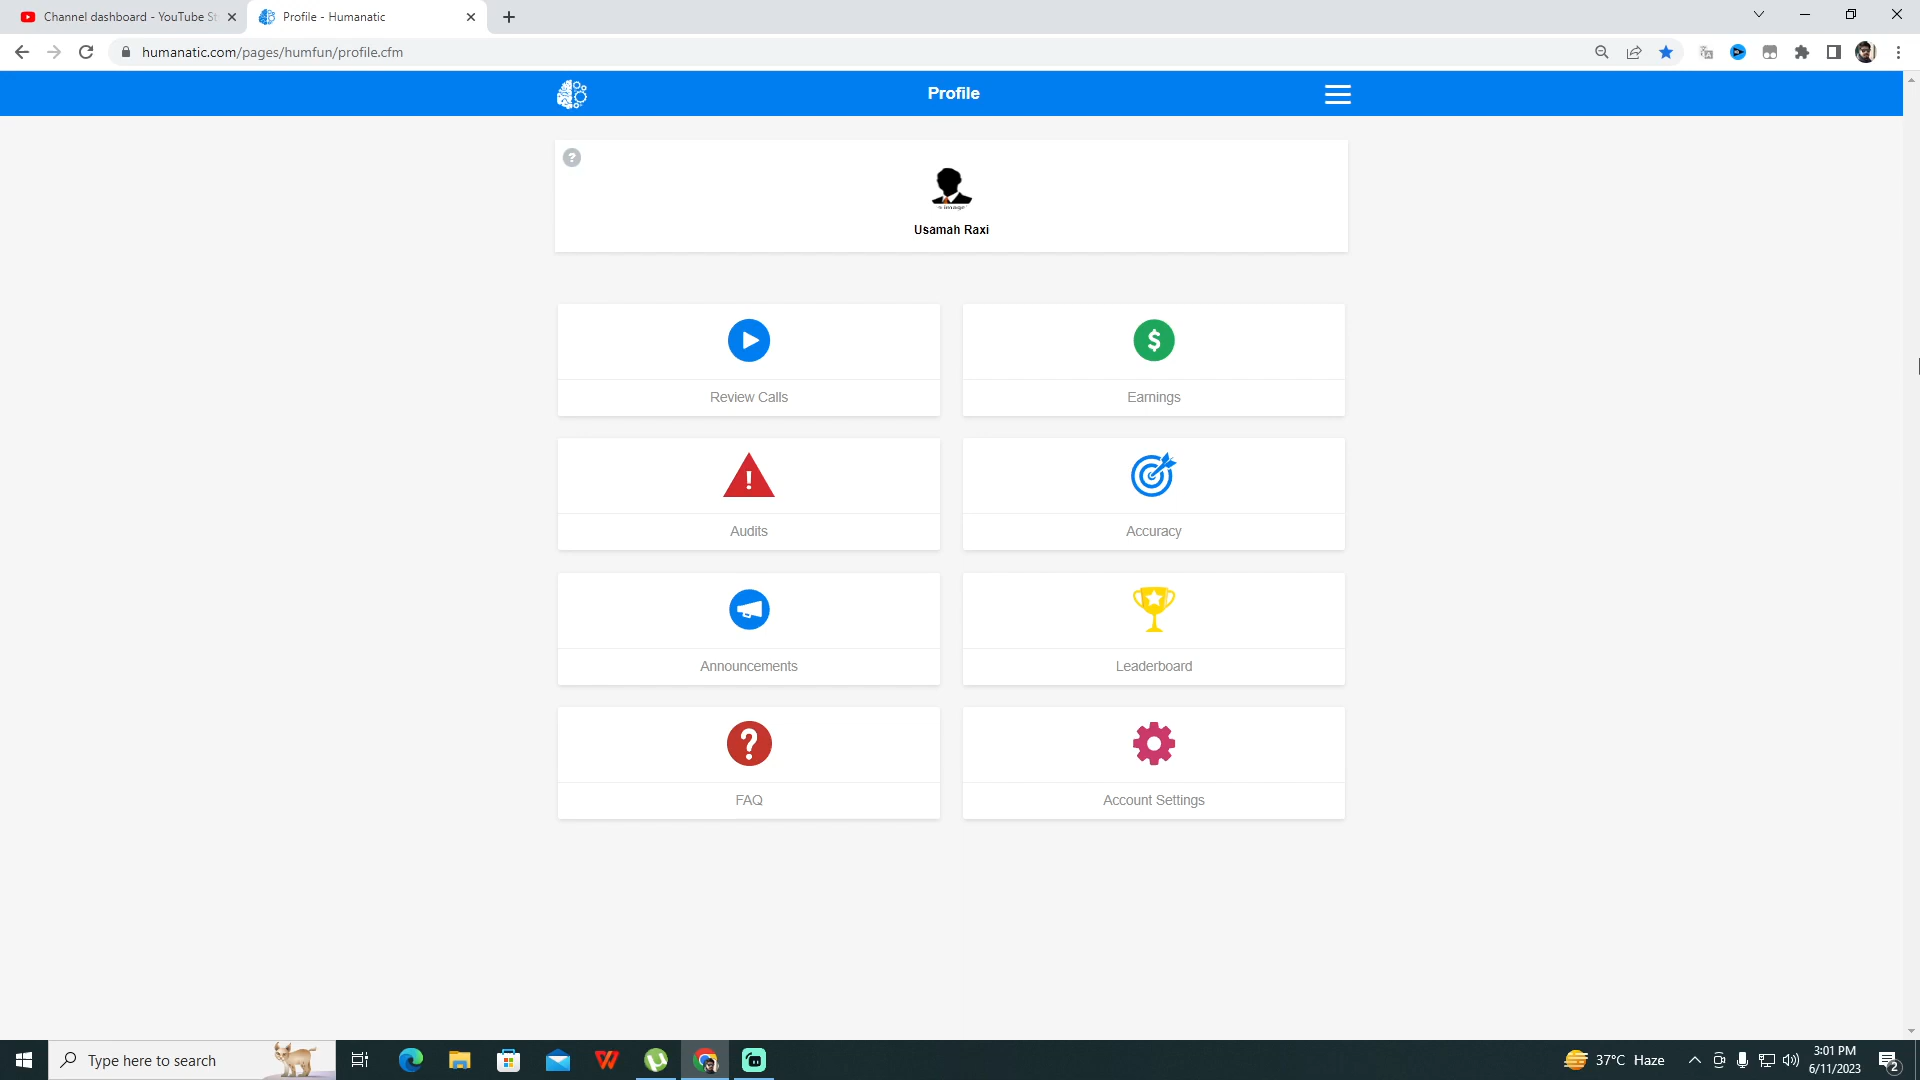 Channel dashboard - YouTube St
Profile - Humanatic
humanatic.com/pages/humfun/profile.cfm
Profile
?
Usamah Raxi
$
Review Calls
Earnings
!
Audits
Accuracy
Announcements
Leaderboard
?
FAQ
Account Settings
Type here to search
37°C Haze
3:01 PM
6/11/2023
2